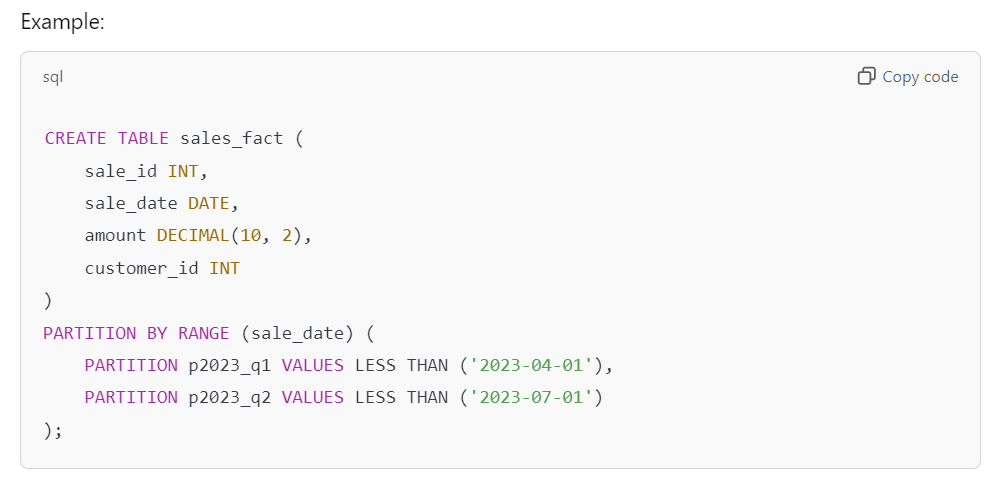 Example:
sql
Copy code
CREATE TABLE sales_fact (
    sale_id INT,
    sale_date DATE,
    amount DECIMAL(10, 2),
    customer_id INT
)
PARTITION BY RANGE (sale_date) (
    PARTITION p2023_q1 VALUES LESS THAN ('2023-04-01'),
    PARTITION p2023_q2 VALUES LESS THAN ('2023-07-01')
);